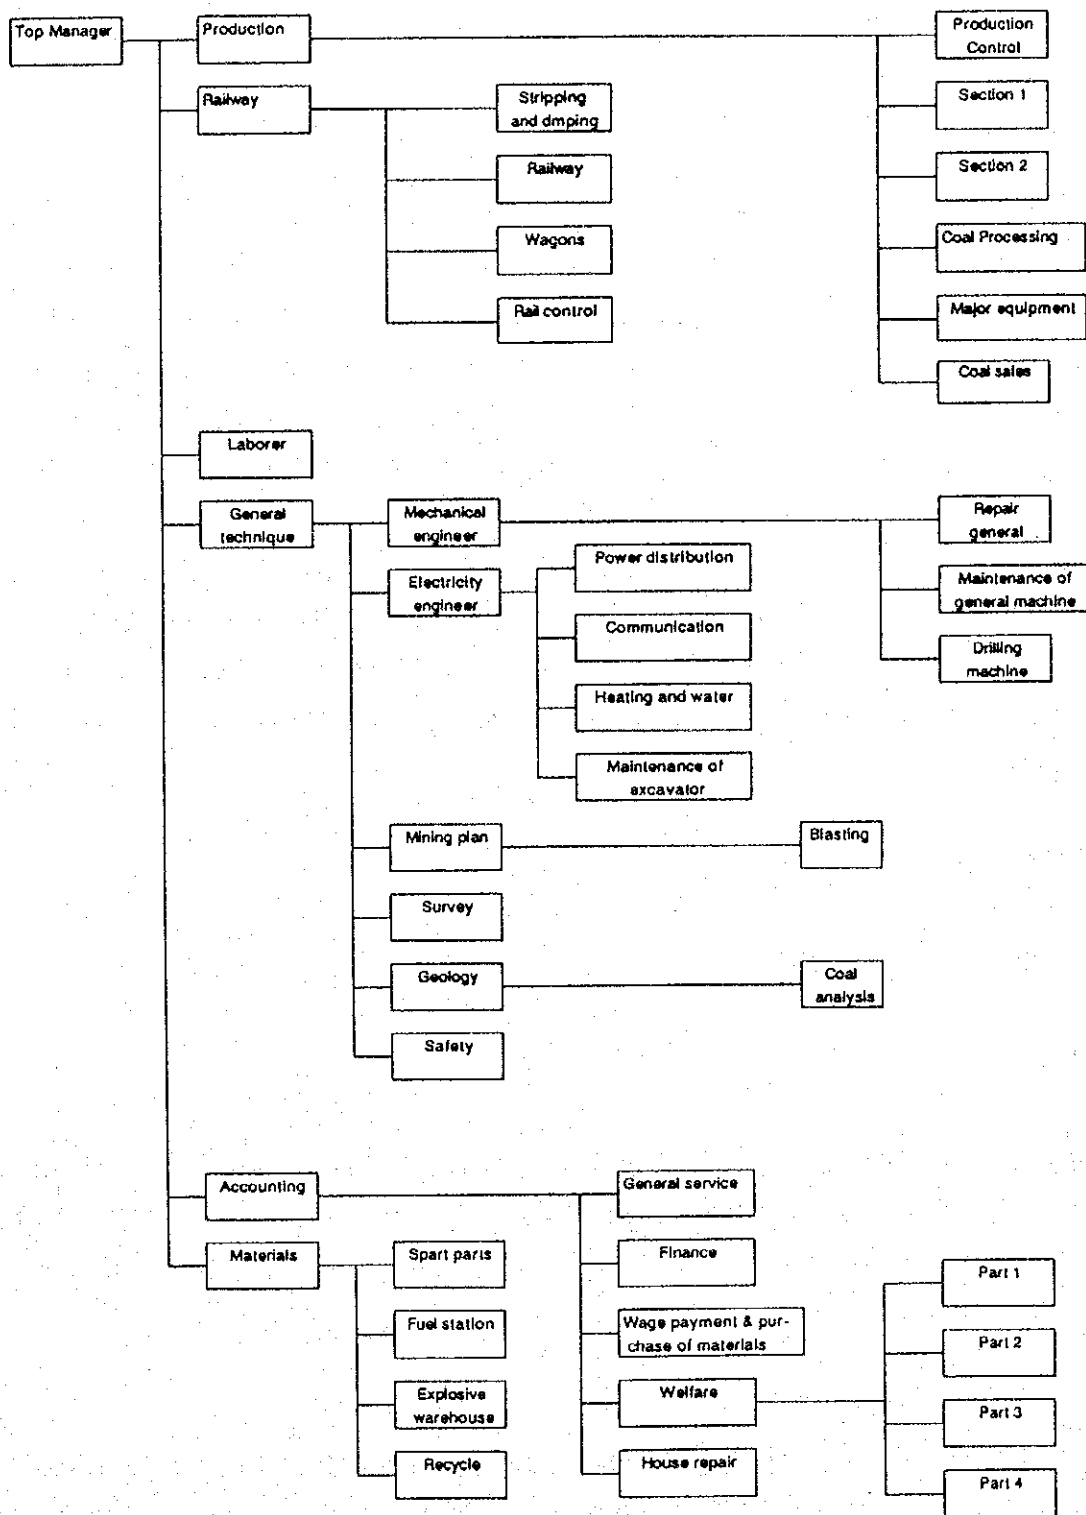 Top Manager
Production
Production
Control
Railway
Stripping
and dmping
Section 1
Railway
Section 2
Wagons
Coal Processing
Rail control
Major equipment
Coal sales
Laborer
General
technique
Mechanical
engineer
Repair
general
Electricity
engineer
Power distribution
Maintenance of
general machine
Communication
Drilling
machine
Heating and water
Maintenance of
excavator
Mining plan
Blasting
Survey
Geology
Coal
analysis
Safety
Accounting
General service
Materials
Spart parts
Finance
Part 1
Fuel station
Wage payment & pur-
chase of materials
Part 2
Explosive
warehouse
Welfare
Part 3
Recycle
House repair
Part 4